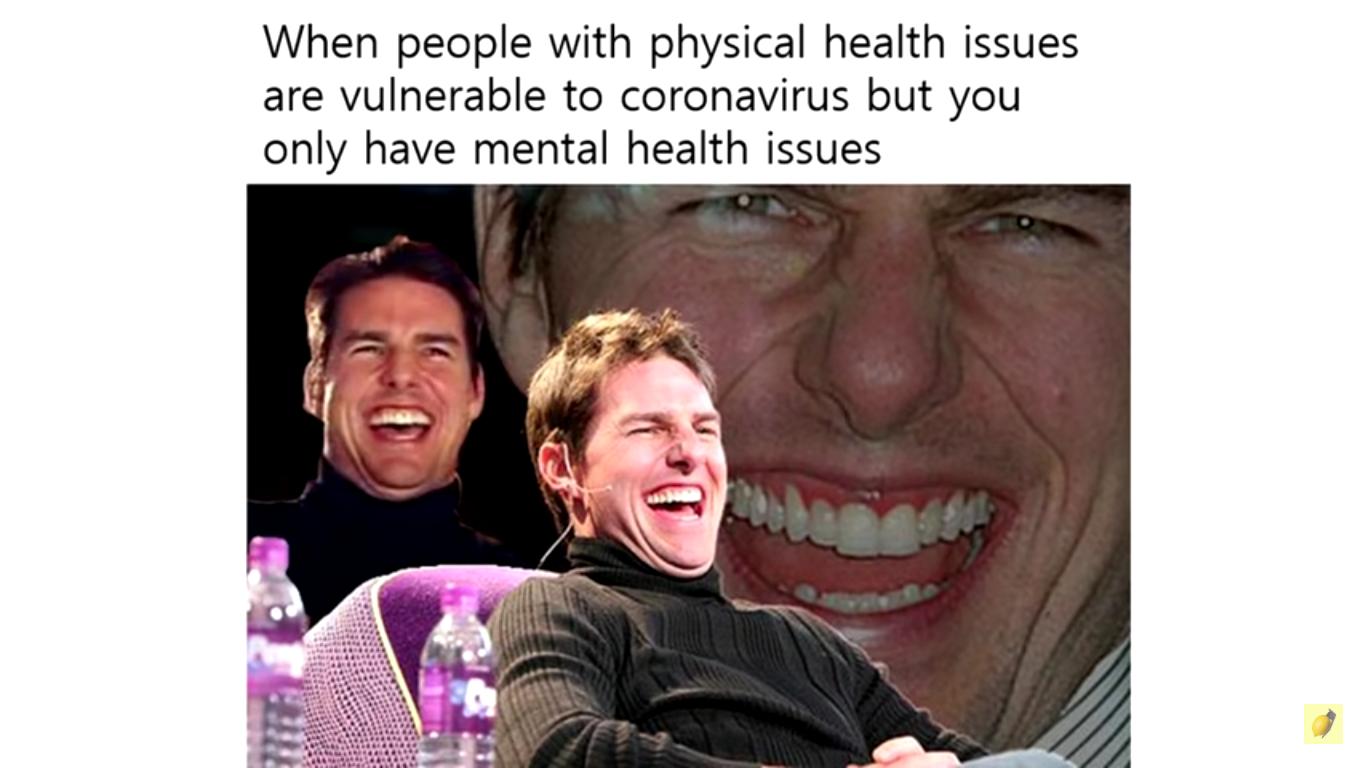 When people with physical health issues
are vulnerable to coronavirus but you
only have mental health issues